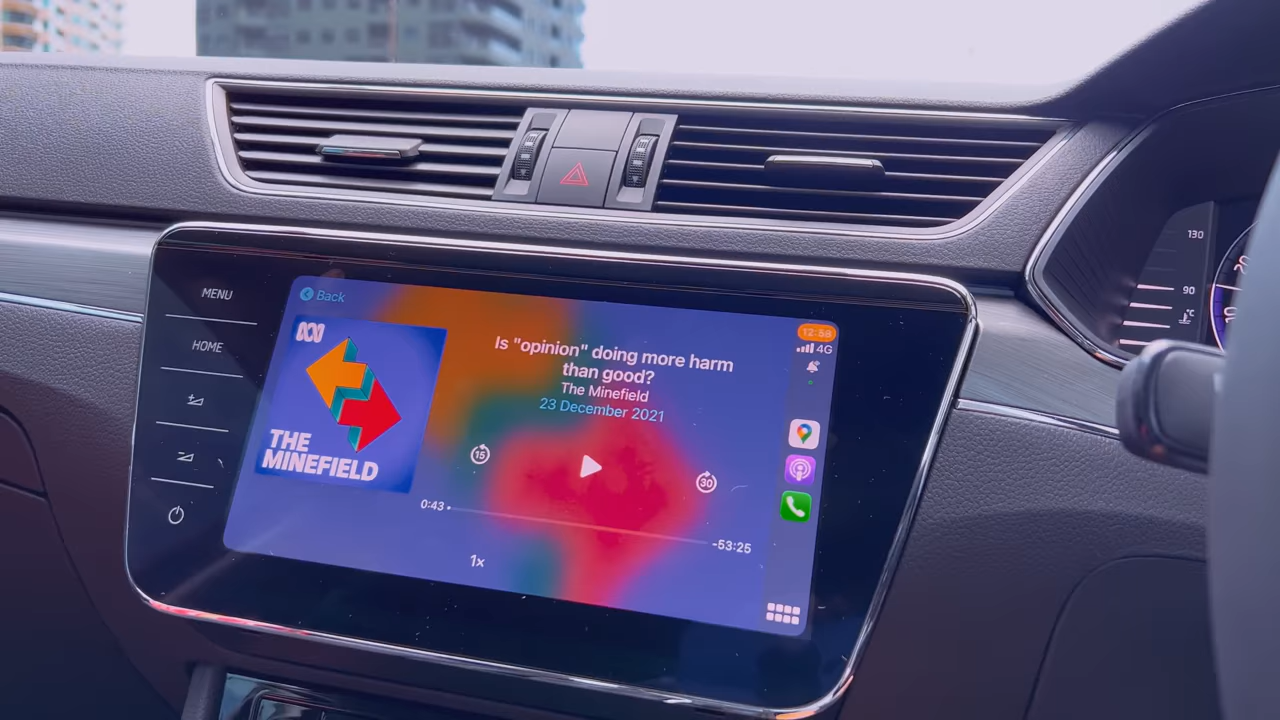 MENU
HOME
Back
THE
MINEFIELD
Is "opinion" doing more harm
than good?
The Minefield
23 December 2021
15
30
0:43
-53:25
1x
12:58
4G
130
90
°C